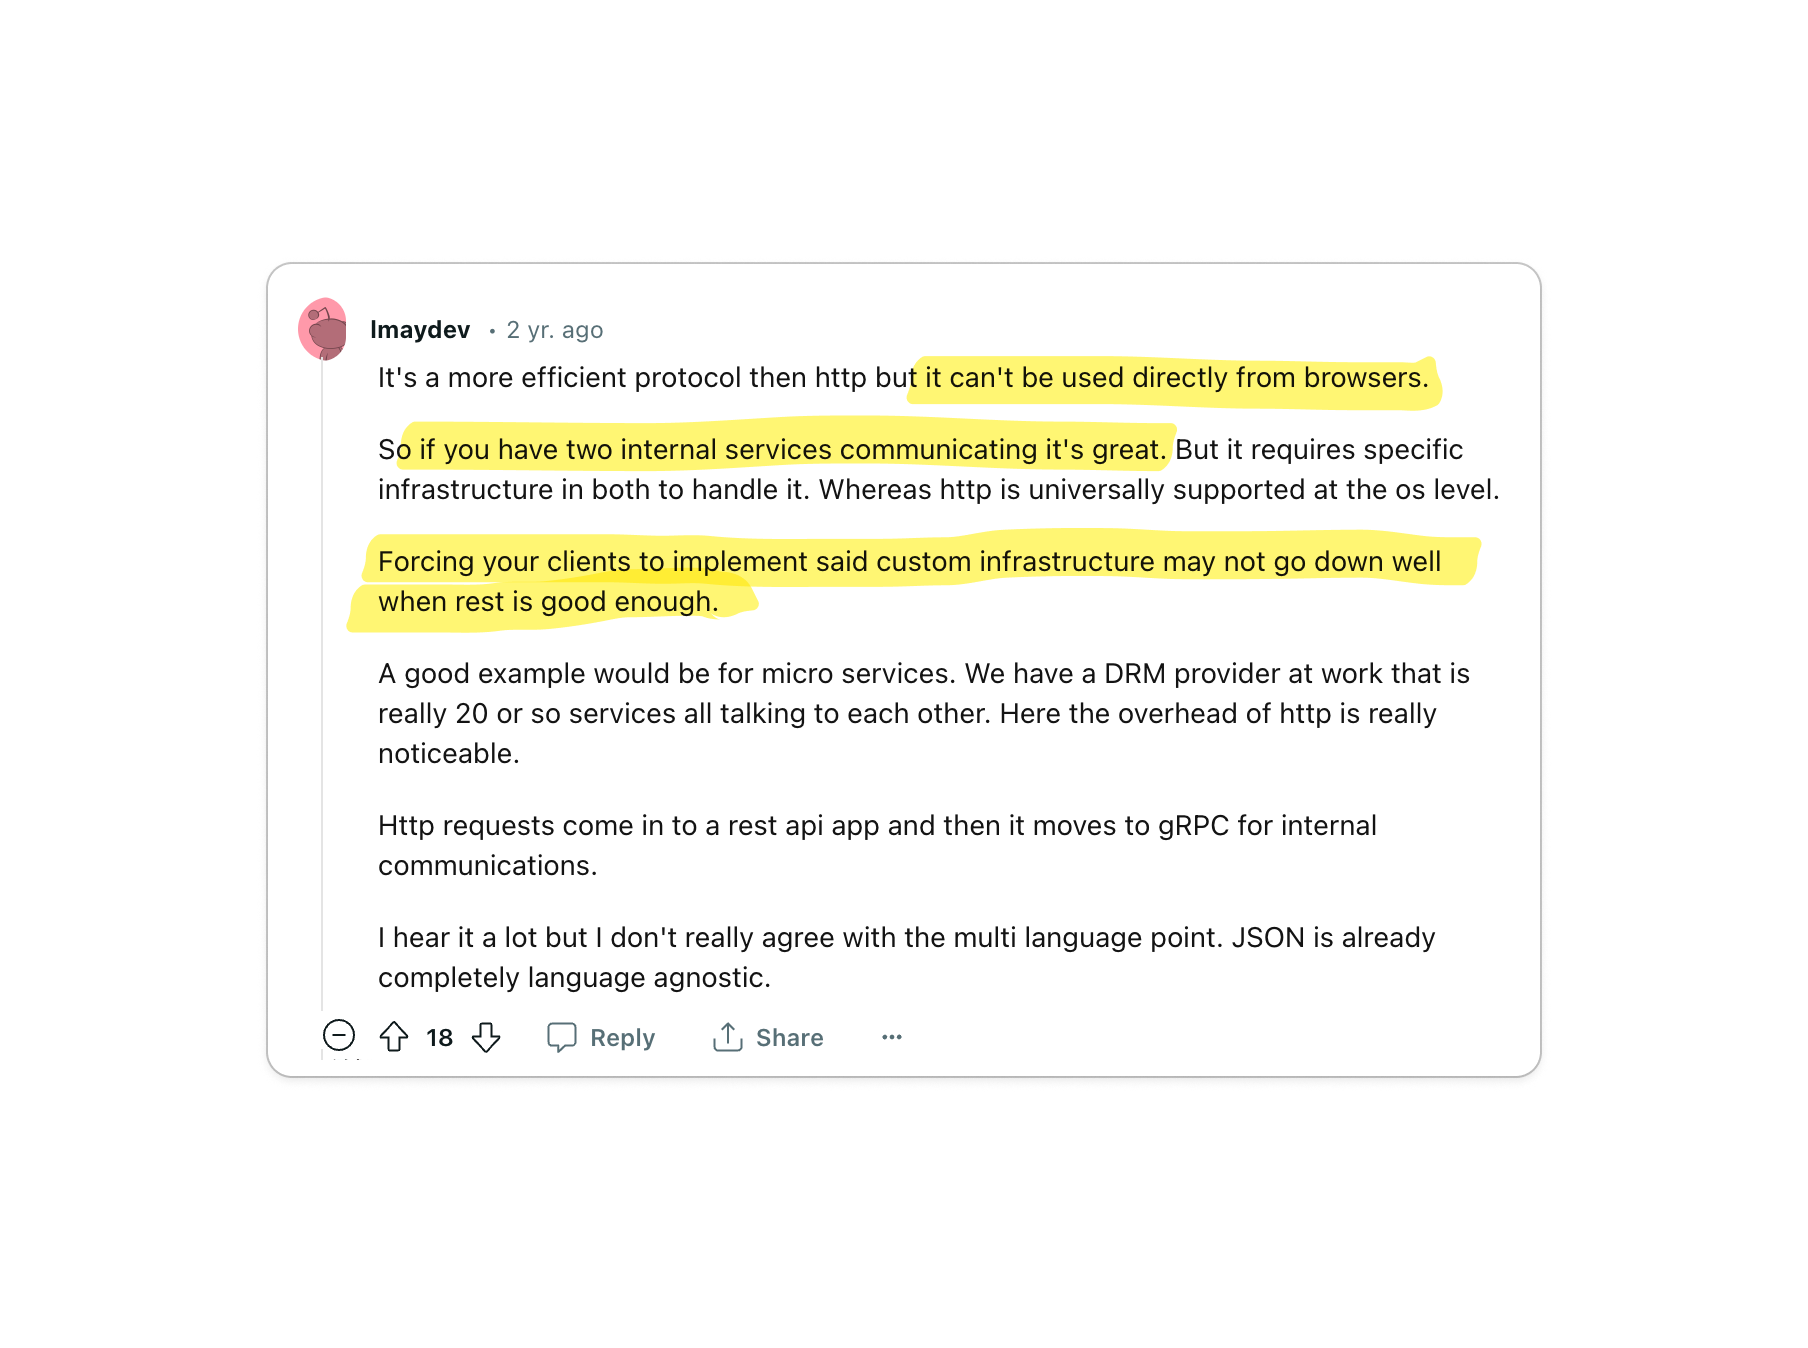 lmaydev • 2 yr. ago
It's a more efficient protocol then http but it can't be used directly from browsers.
So if you have two internal services communicating it's great. But it requires specific
infrastructure in both to handle it. Whereas http is universally supported at the os level.
Forcing your clients to implement said custom infrastructure may not go down well
when rest is good enough.
A good example would be for micro services. We have a DRM provider at work that is
really 20 or so services all talking to each other. Here the overhead of http is really
noticeable.
Http requests come in to a rest api app and then it moves to gRPC for internal
communications.
I hear it a lot but I don't really agree with the multi language point. JSON is already
completely language agnostic.
18 Reply Share ...